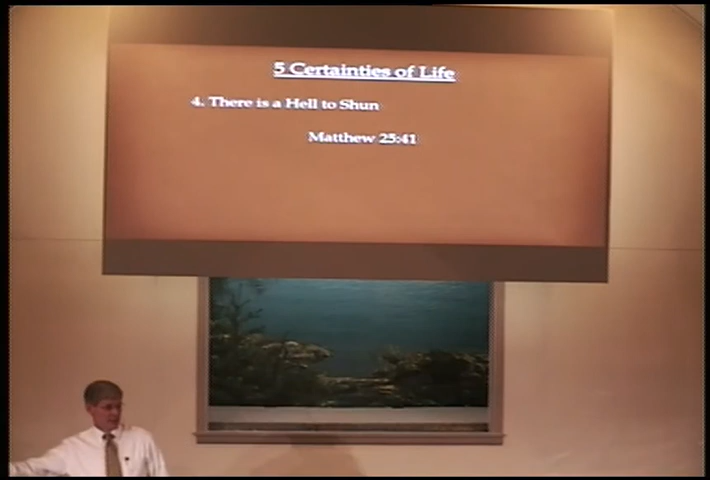 5 Certainties of Life
4. There is a Hell to Shun
Matthew 25:41